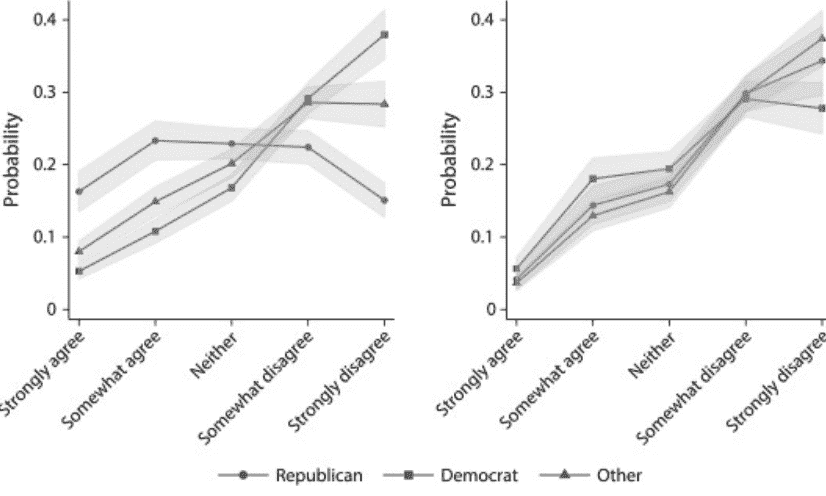 0.4
0.3
0.2
0.1
0
Probability
Strongly agree
Somewhat agree
Neither
Somewhat disagree
Strongly disagree
0.4
0.3
0.2
0.1
0
Probability
Strongly agree
Somewhat agree
Neither
Somewhat disagree
Strongly disagree
Republican Democrat Other